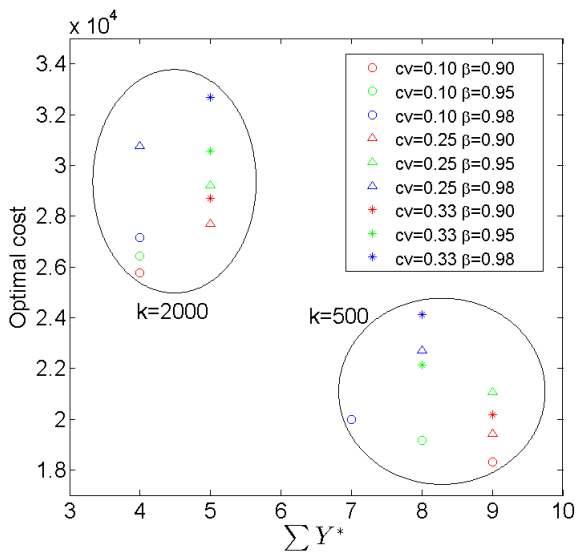 x 10⁴
3.4
3.2
3
2.8
2.6
2.4
2.2
2
1.8
Optimal cost
3 4 5 6 7 8 9 10
∑ Y*
k=2000
k=500
cv=0.10 β=0.90
cv=0.10 β=0.95
cv=0.10 β=0.98
cv=0.25 β=0.90
cv=0.25 β=0.95
cv=0.25 β=0.98
cv=0.33 β=0.90
cv=0.33 β=0.95
cv=0.33 β=0.98